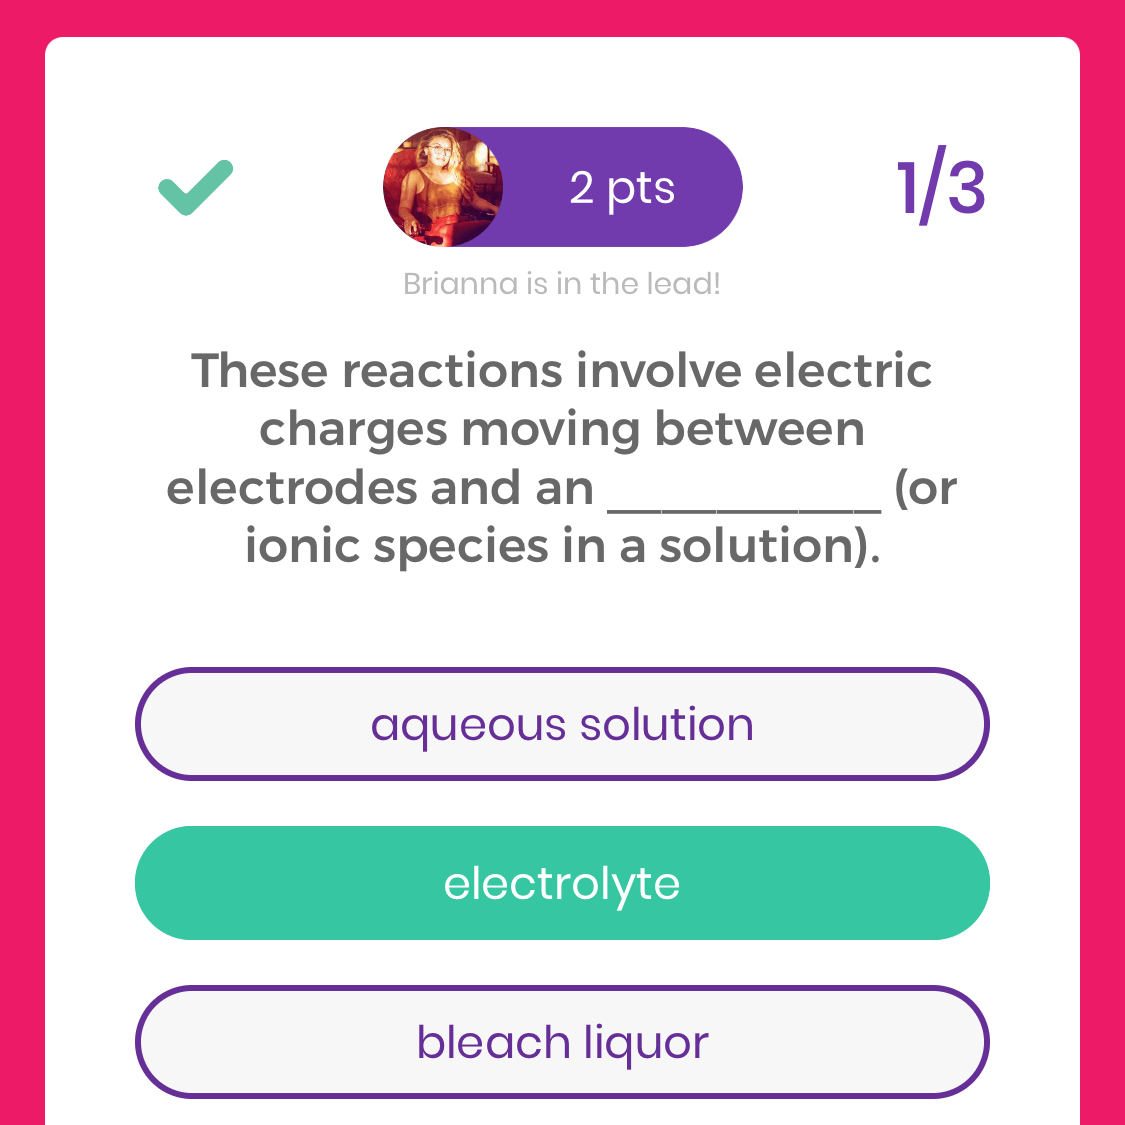 2 pts
1/3
Brianna is in the lead!
These reactions involve electric
charges moving between
electrodes and an __________ (or
ionic species in a solution).
aqueous solution
electrolyte
bleach liquor